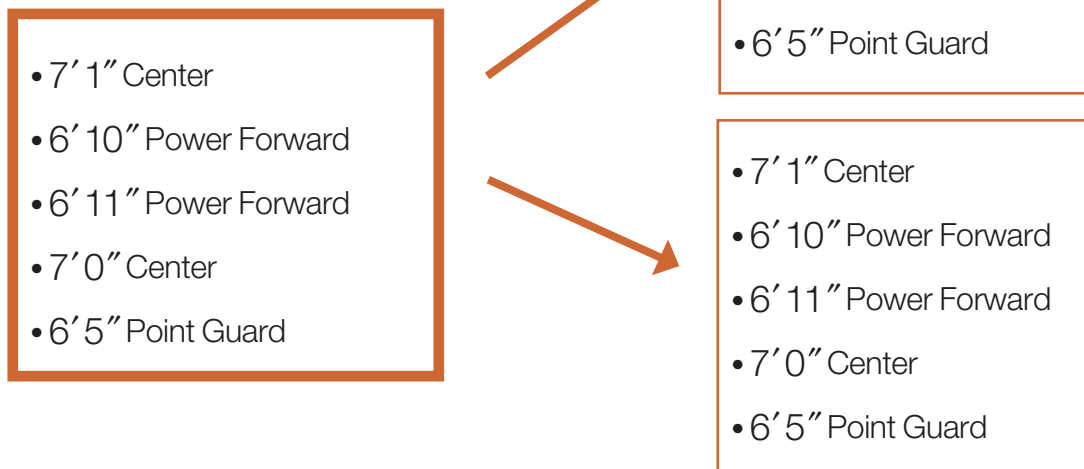 • 7′ 1″ Center
• 6′ 10″ Power Forward
• 6′ 11″ Power Forward
• 7′ 0″ Center
• 6′ 5″ Point Guard
• 6′ 5″ Point Guard
• 7′ 1″ Center
• 6′ 10″ Power Forward
• 6′ 11″ Power Forward
• 7′ 0″ Center
• 6′ 5″ Point Guard